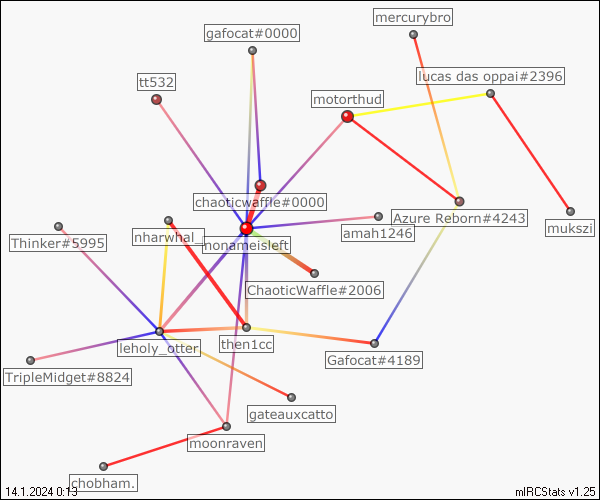 mercurybro
gafocat#0000
lucas das oppai#2396
tt532
motorthud
chaoticwaffle#0000
Azure Reborn#4243
mukszi
amah1246
nharwhal_
Thinker#5995
nonameisleft
ChaoticWaffle#2006
leholy_otter
then1cc
Gafocat#4189
TripleMidget#8824
gateauxcatto
moonraven
chobham.
14.1.2024 0:13
mIRCStats v1.25